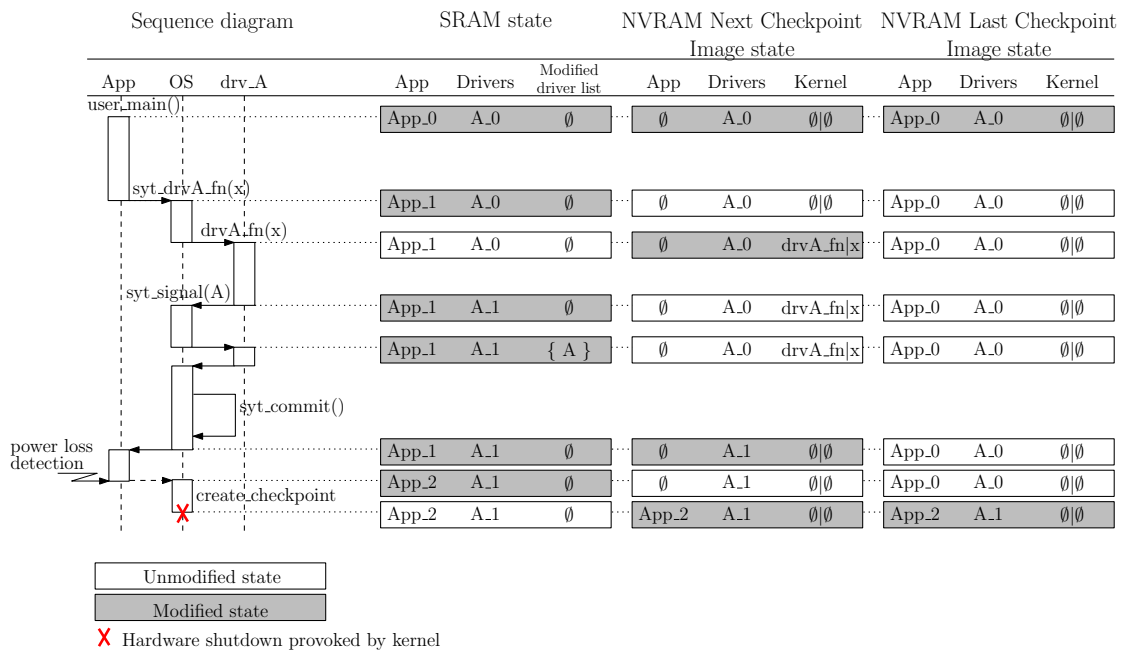 Sequence diagram SRAM state NVRAM Next Checkpoint NVRAM Last Checkpoint
Image state Image state
App OS drv_A App Drivers Modified driver list App Drivers Kernel App Drivers Kernel
user_main() App_0 A_0 ∅ ∅ A_0 ∅|∅ App_0 A_0 ∅|∅
syt_drvA_fn(x) App_1 A_0 ∅ ∅ A_0 ∅|∅ App_0 A_0 ∅|∅
drvA_fn(x) App_1 A_0 ∅ ∅ A_0 drvA_fn|x App_0 A_0 ∅|∅
syt_signal(A) App_1 A_1 ∅ ∅ A_0 drvA_fn|x App_0 A_0 ∅|∅
App_1 A_1 { A } ∅ A_0 drvA_fn|x App_0 A_0 ∅|∅
syt_commit()
power loss App_1 A_1 ∅ ∅ A_1 ∅|∅ App_0 A_0 ∅|∅
detection
App_2 A_1 ∅ ∅ A_1 ∅|∅ App_0 A_0 ∅|∅
create_checkpoint
App_2 A_1 ∅ App_2 A_1 ∅|∅ App_2 A_1 ∅|∅
Unmodified state
Modified state
Hardware shutdown provoked by kernel